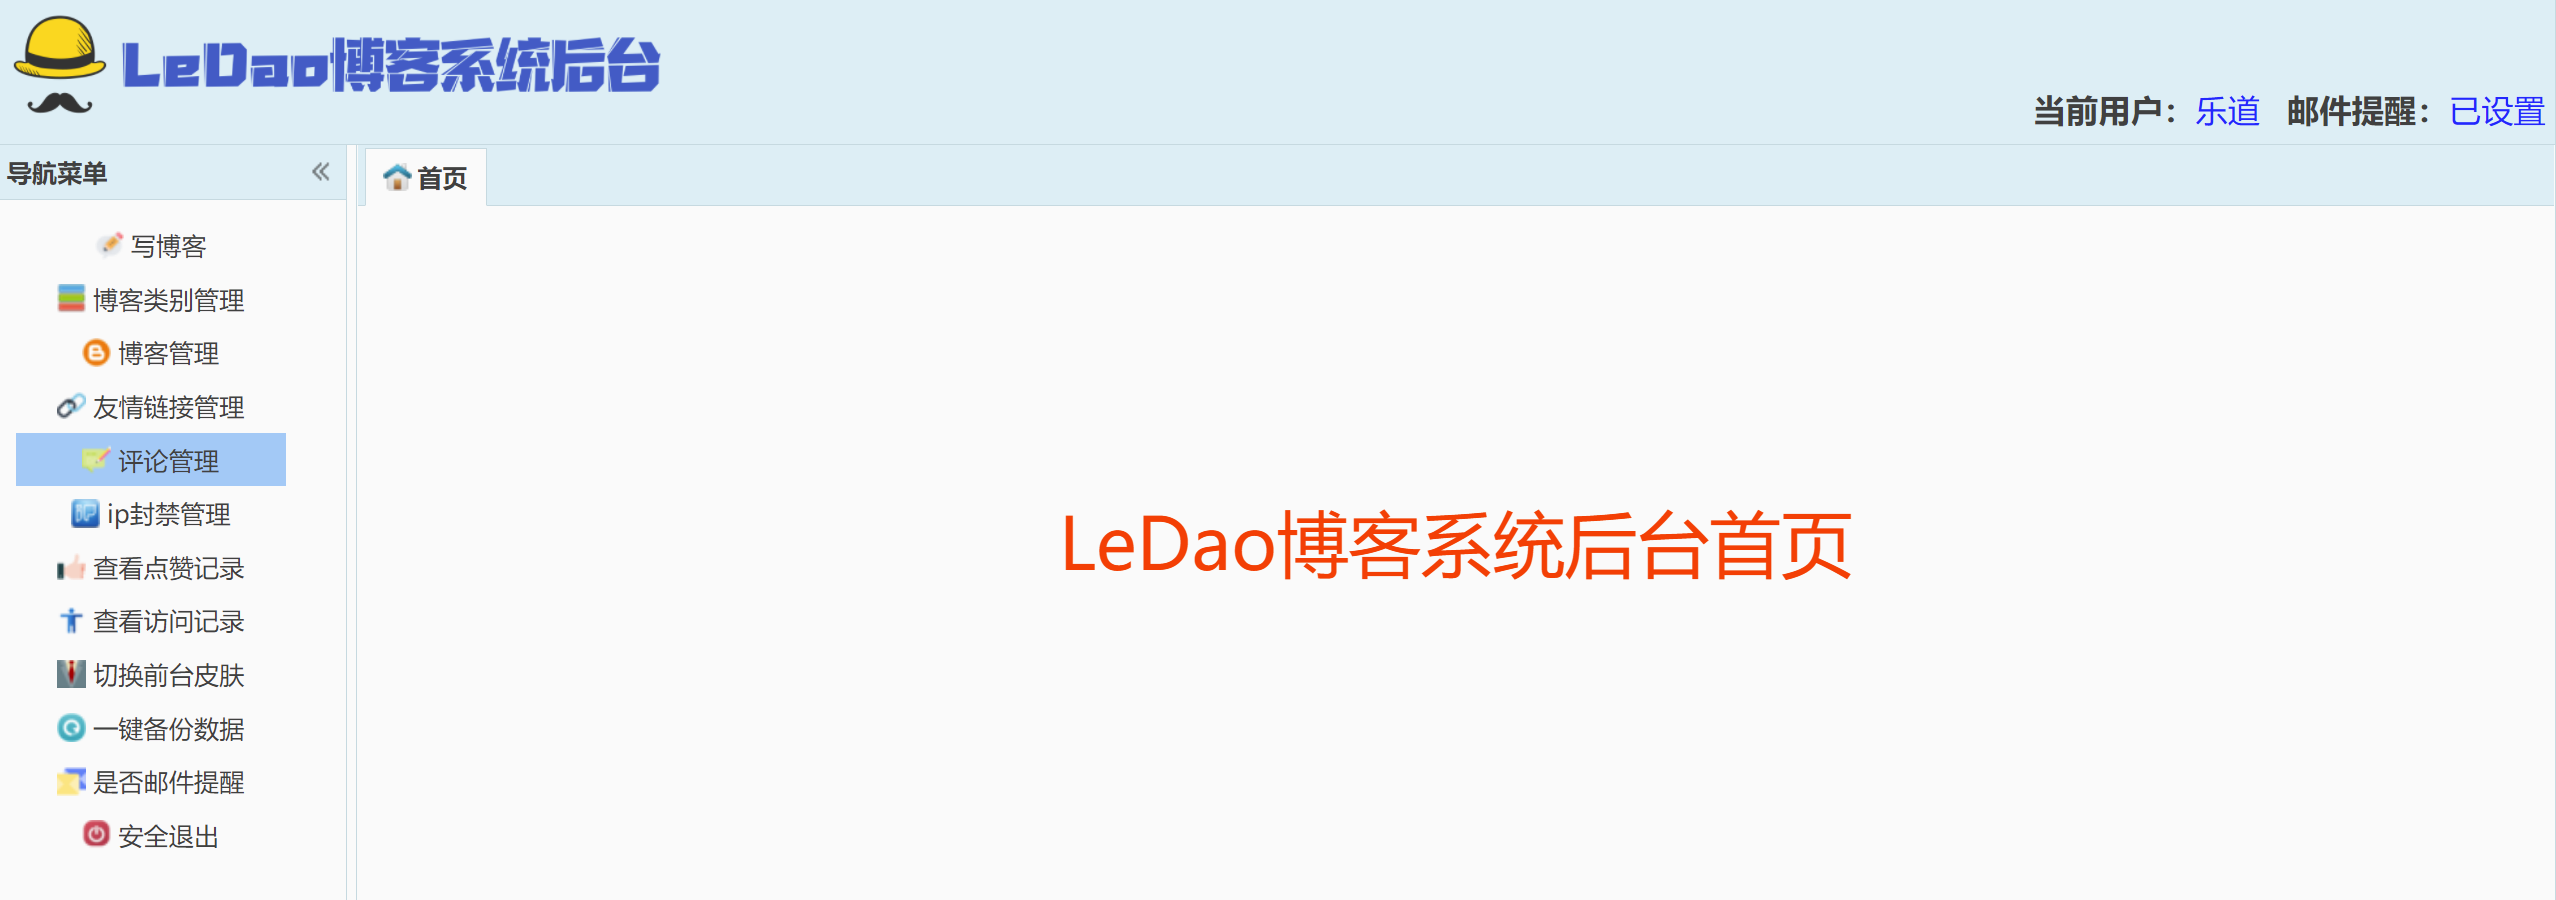 LeDao博客系统后台
当前用户：乐道 邮件提醒：已设置
导航菜单
首页
写博客
博客类别管理
博客管理
友情链接管理
评论管理
ip封禁管理
查看点赞记录
查看访问记录
切换前台皮肤
一键备份数据
是否邮件提醒
安全退出
LeDao博客系统后台首页